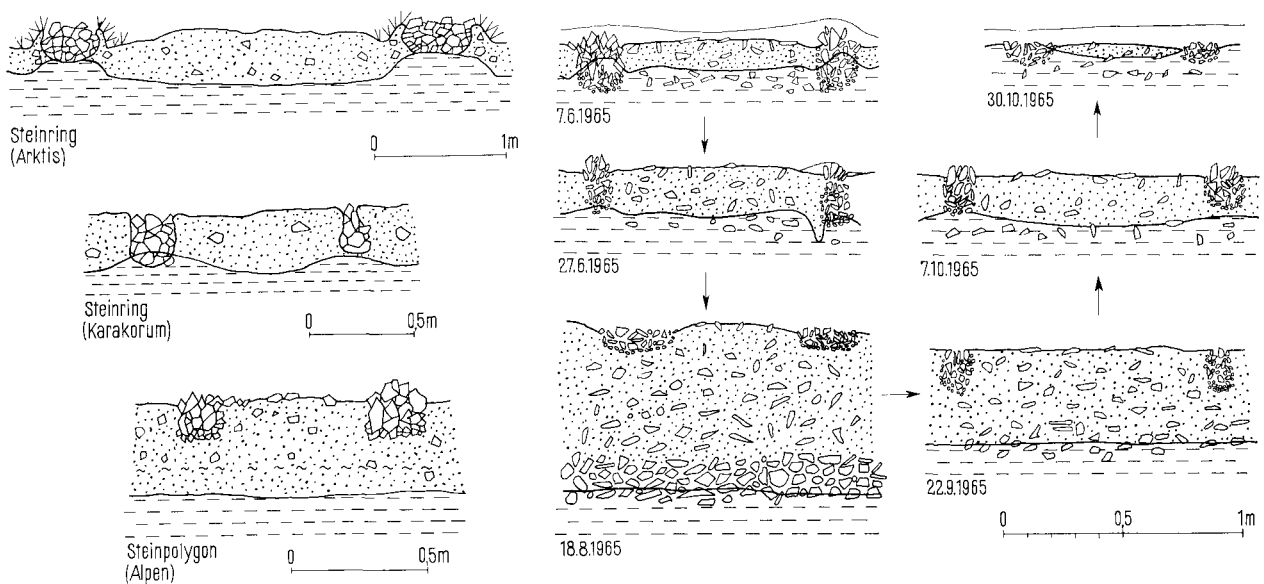 Steinring
(Arktis)
0 1m
Steinring
(Karakorum)
0 0,5m
Steinpolygon
(Alpen)
0 0,5m
7.6.1965
27.6.1965
18.8.1965
30.10.1965
7.10.1965
22.9.1965
0 0,5 1m